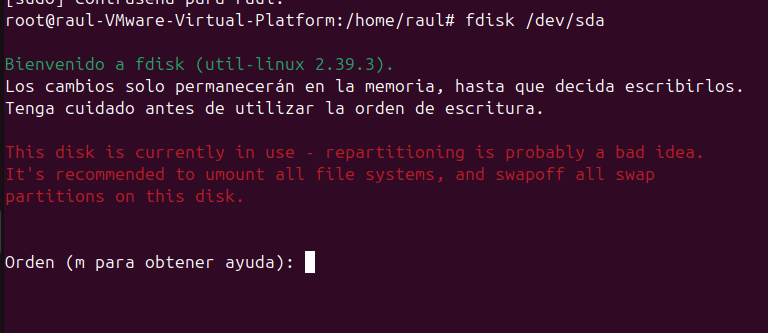 [sudo] contraseña para raul:
root@raul-VMware-Virtual-Platform:/home/raul# fdisk /dev/sda
Bienvenido a fdisk (util-linux 2.39.3).
Los cambios solo permanecerán en la memoria, hasta que decida escribirlos.
Tenga cuidado antes de utilizar la orden de escritura.
This disk is currently in use - repartitioning is probably a bad idea.
It's recommended to umount all file systems, and swapoff all swap
partitions on this disk.
Orden (m para obtener ayuda):